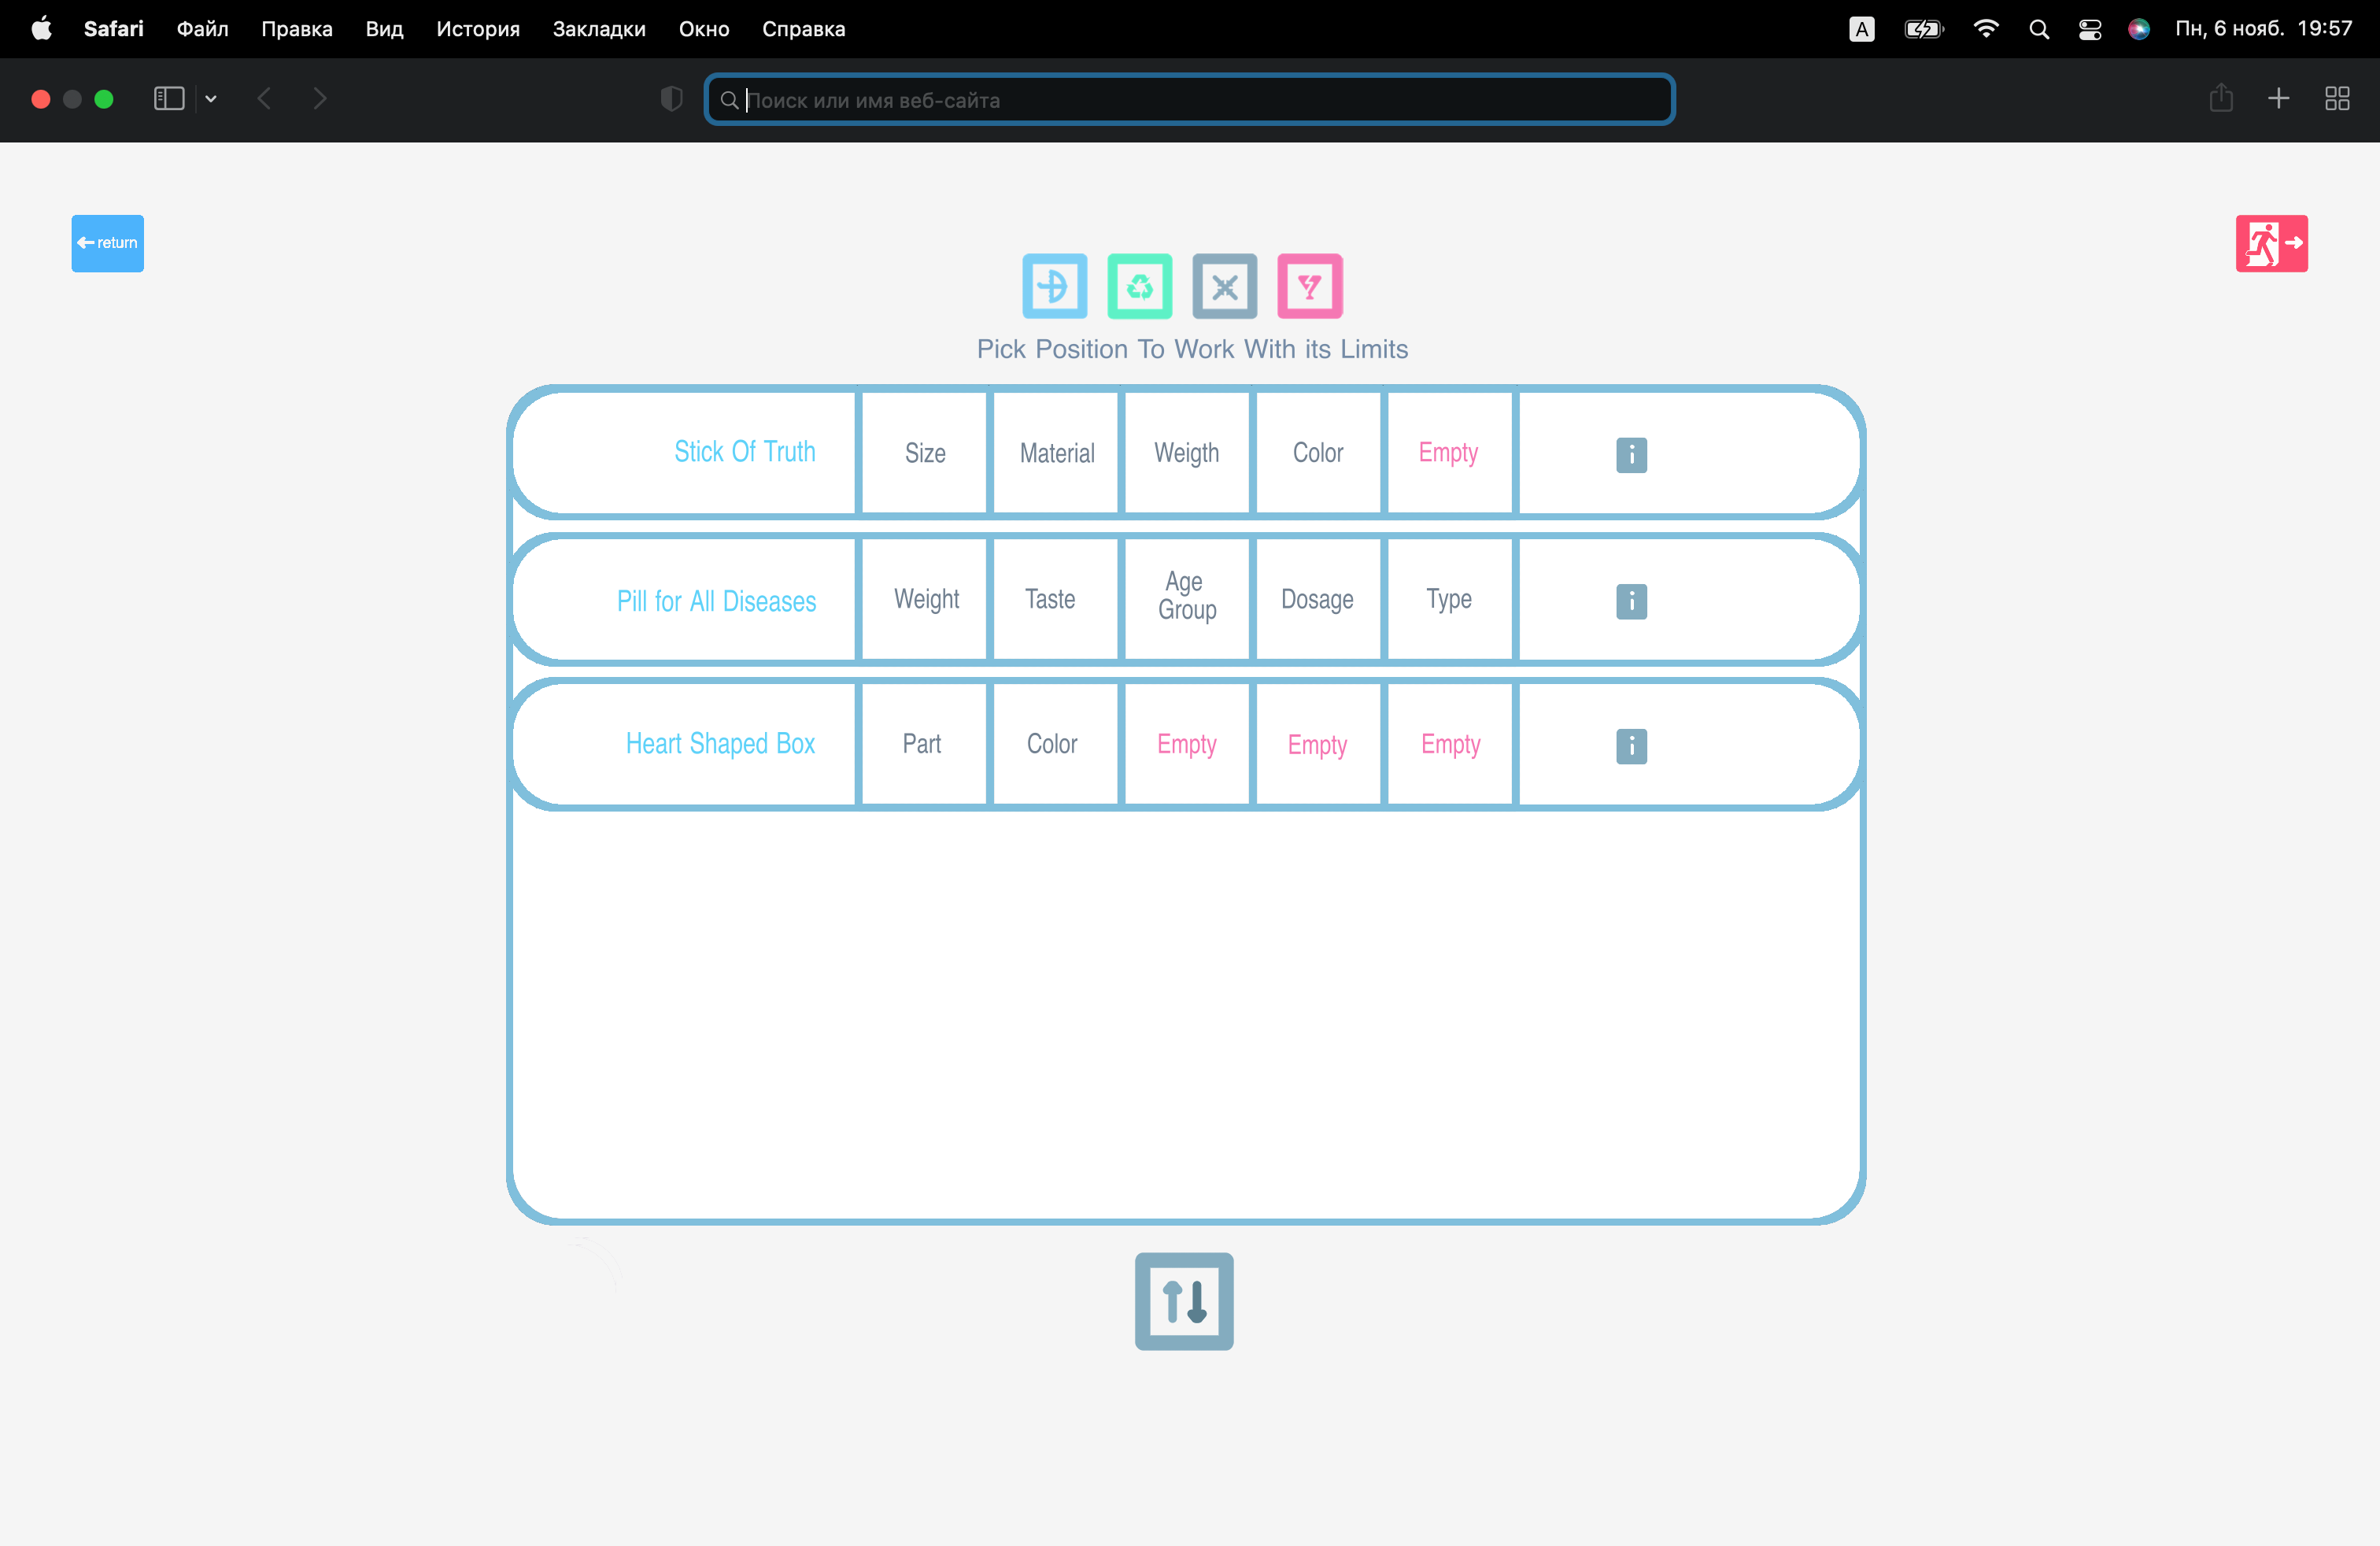 Safari Файл Правка Вид История Закладки Окно Справка A Пн, 6 нояб. 19:57
Поиск или имя веб-сайта
return
Pick Position To Work With its Limits
Stick Of Truth Size Material Weigth Color Empty i
Pill for All Diseases Weight Taste Age Group Dosage Type i
Heart Shaped Box Part Color Empty Empty Empty i